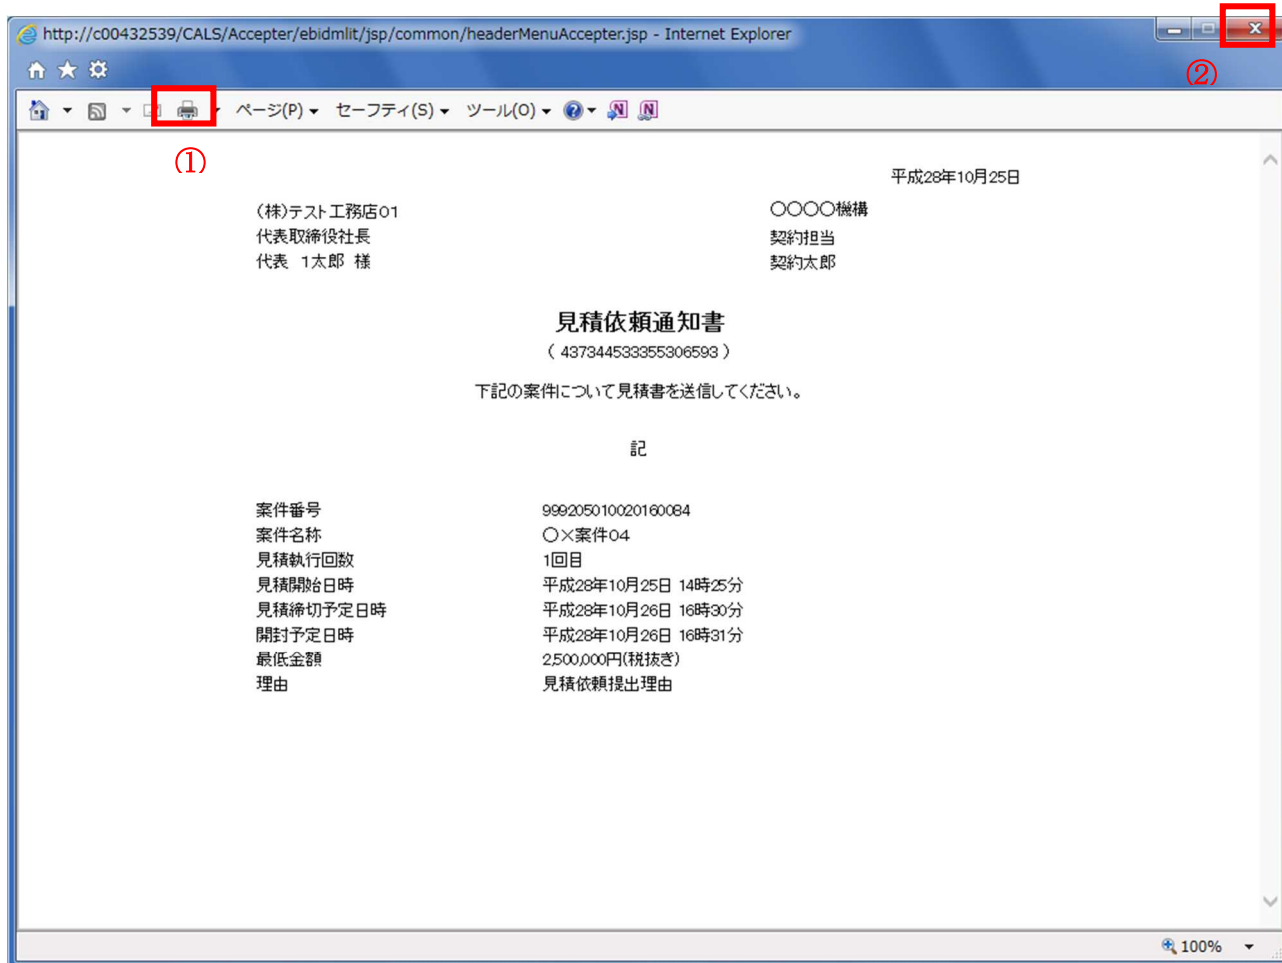 http://c00432539/CALS/Accepter/ebidmlit/jsp/common/headerMenuAccepter.jsp - Internet Explorer
②
ページ(P) セーフティ(S) ツール(O)
①
平成28年10月25日
(株)テスト工務店01
代表取締役社長
代表 1太郎 様
〇〇〇〇機構
契約担当
契約太郎
見積依頼通知書
( 437344533355306593 )
下記の案件について見積書を送信してください。
記
案件番号 999205010020160084
案件名称 〇×案件04
見積執行回数 1回目
見積開始日時 平成28年10月25日 14時25分
見積締切予定日時 平成28年10月26日 16時30分
開封予定日時 平成28年10月26日 16時31分
最低金額 2,500,000円(税抜き)
理由 見積依頼提出理由
100%